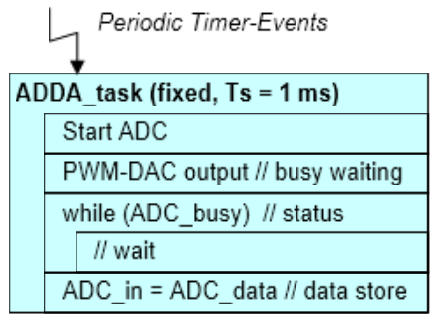 Periodic Timer-Events
ADDA_task (fixed, Ts = 1 ms)
Start ADC
PWM-DAC output // busy waiting
while (ADC_busy) // status
// wait
ADC_in = ADC_data // data store